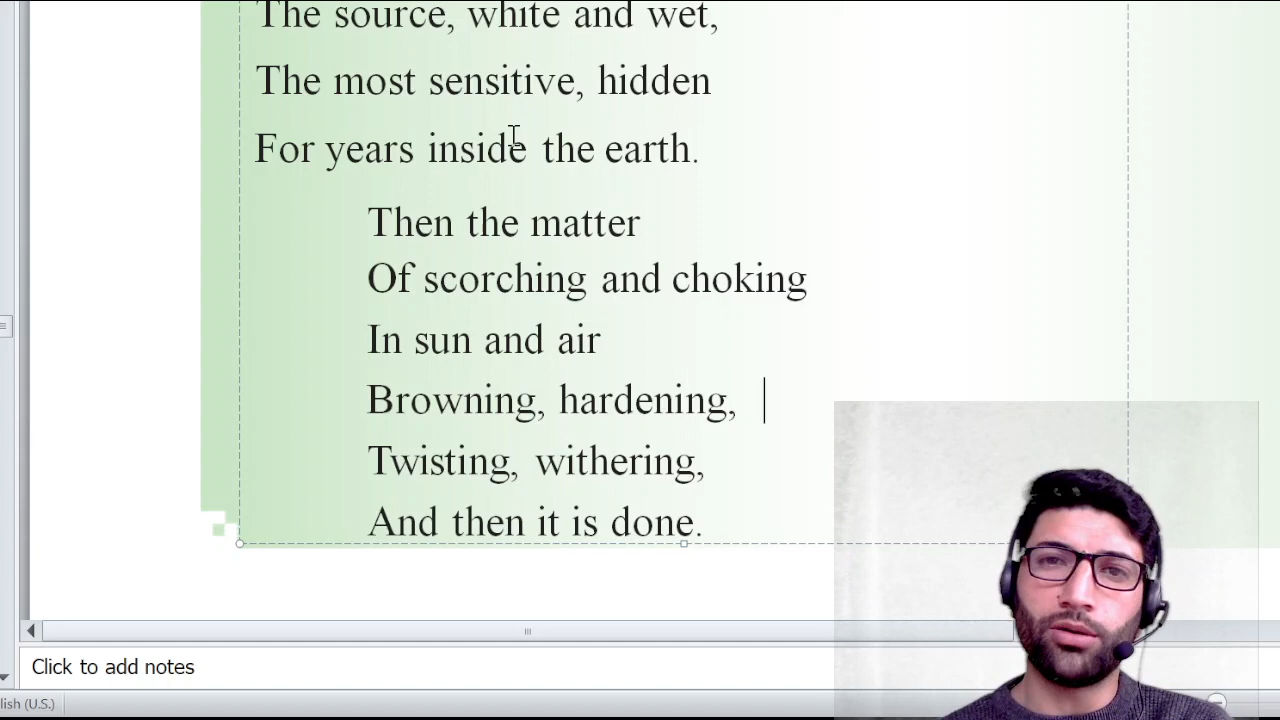 The source, white and wet,
The most sensitive, hidden
For years inside the earth.
Then the matter
Of scorching and choking
In sun and air
Browning, hardening,
Twisting, withering,
And then it is done.
Click to add notes
lish (U.S.)